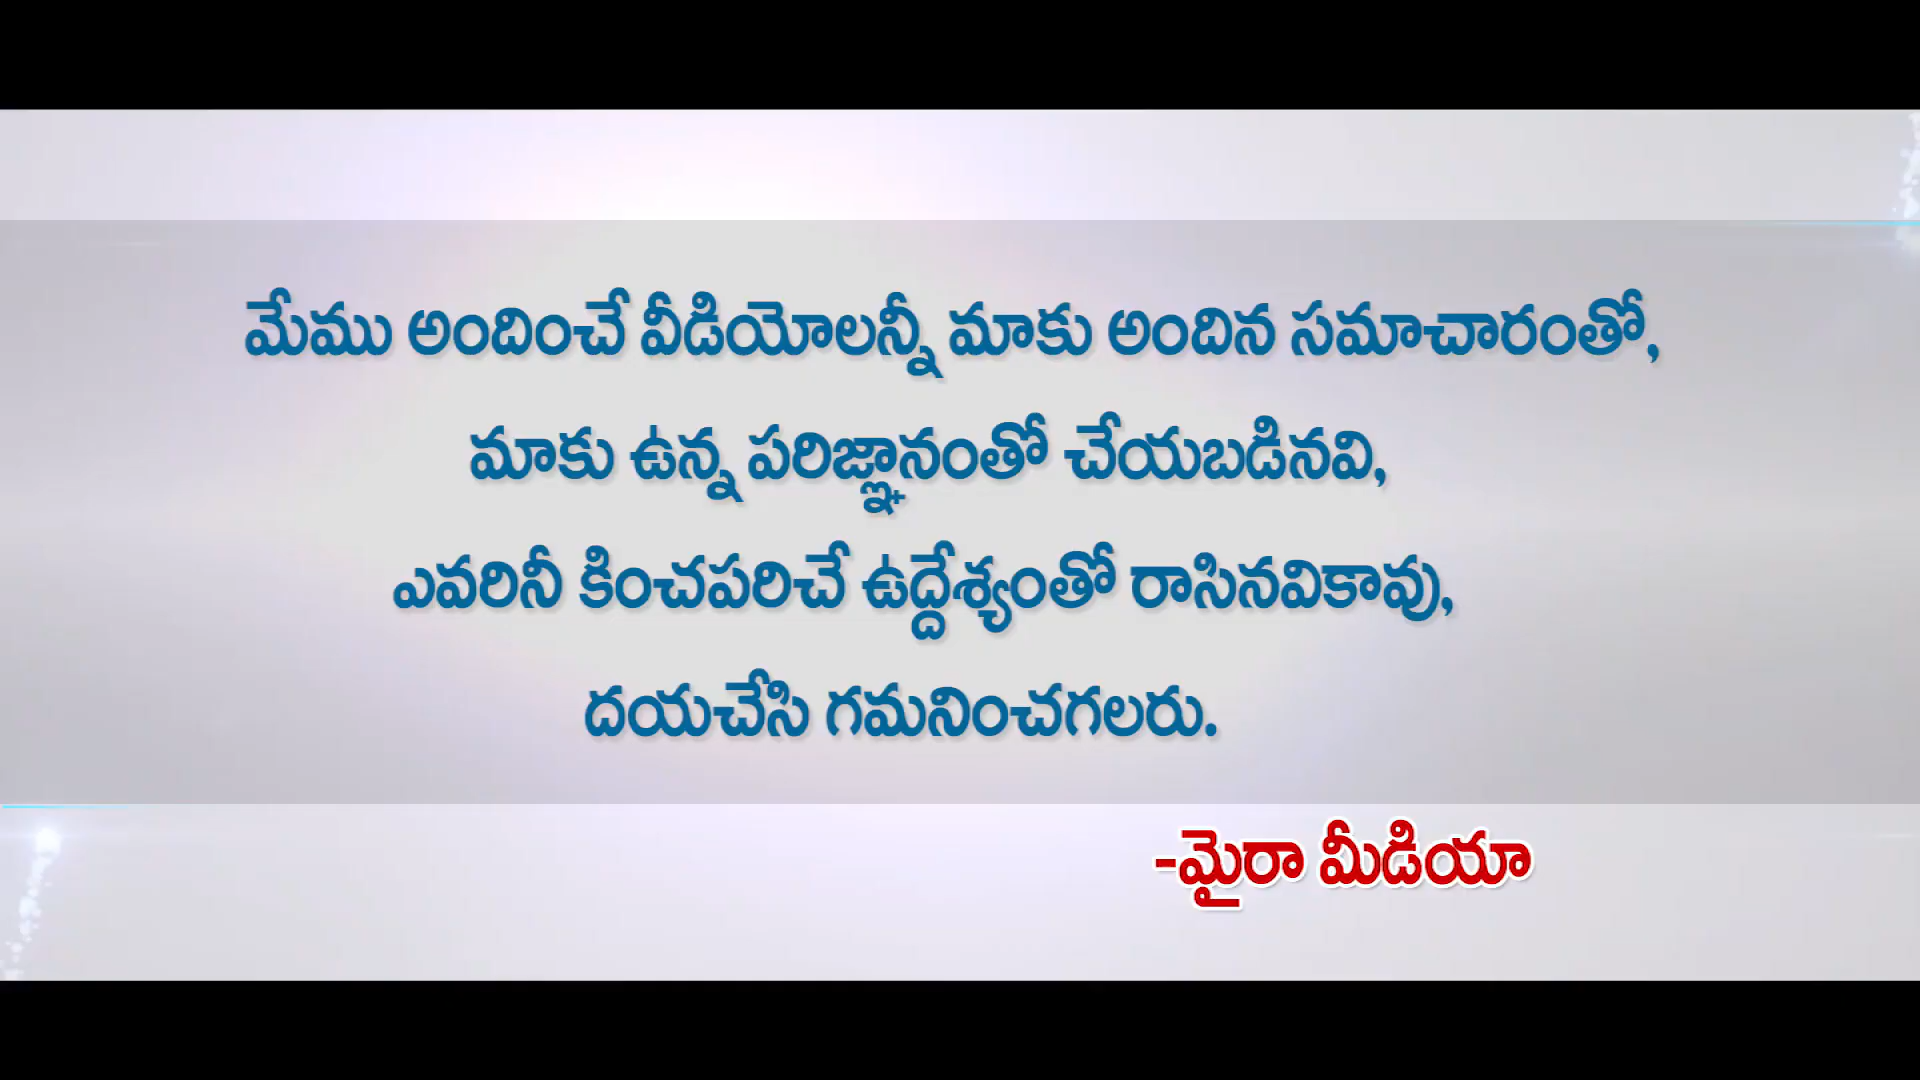 మేము అందించే వీడియోలన్నీ మాకు అందిన సమాచారంతో,
మాకు ఉన్న పరిజ్ఞానంతో చేయబడినవి,
ఎవరినీ కించపరిచే ఉద్దేశ్యంతో రాసినవికావు,
దయచేసి గమనించగలరు.
-మైరా మీడియా